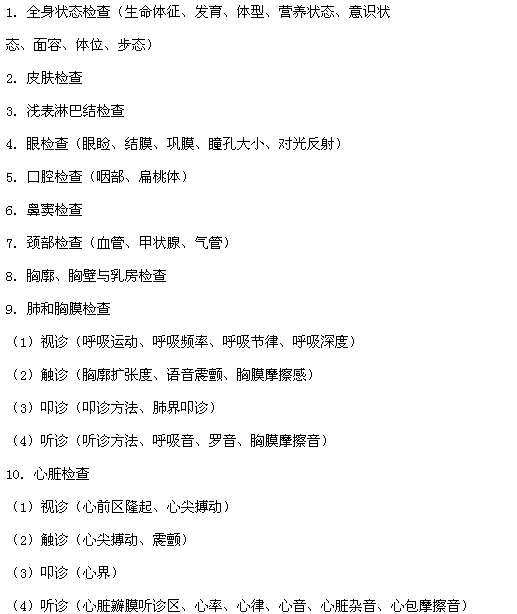 1. 全身状态检查（生命体征、发育、体型、营养状态、意识状
态、面容、体位、步态）
2. 皮肤检查
3. 浅表淋巴结检查
4. 眼检查（眼睑、结膜、巩膜、瞳孔大小、对光反射）
5. 口腔检查（咽部、扁桃体）
6. 鼻窦检查
7. 颈部检查（血管、甲状腺、气管）
8. 胸廓、胸壁与乳房检查
9. 肺和胸膜检查
（1）视诊（呼吸运动、呼吸频率、呼吸节律、呼吸深度）
（2）触诊（胸廓扩张度、语音震颤、胸膜摩擦感）
（3）叩诊（叩诊方法、肺界叩诊）
（4）听诊（听诊方法、呼吸音、罗音、胸膜摩擦音）
10. 心脏检查
（1）视诊（心前区隆起、心尖搏动）
（2）触诊（心尖搏动、震颤）
（3）叩诊（心界）
（4）听诊（心脏瓣膜听诊区、心率、心律、心音、心脏杂音、心包摩擦音）